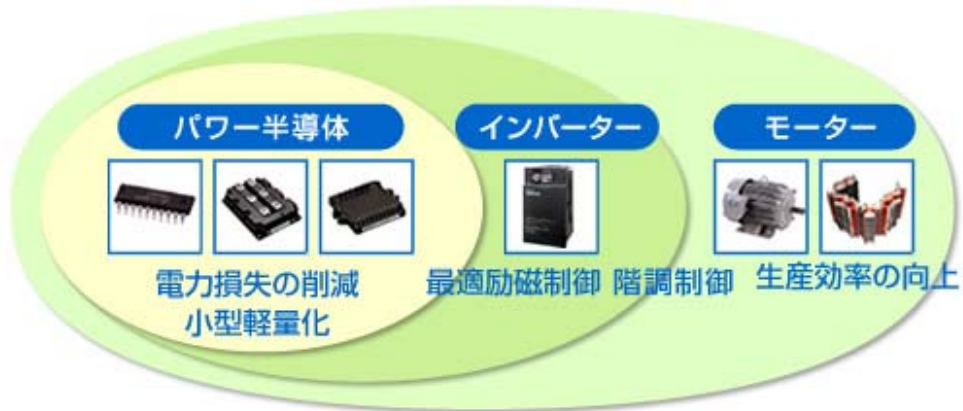 パワー半導体
インバーター
モーター
電力損失の削減
小型軽量化
最適励磁制御 階調制御
生産効率の向上